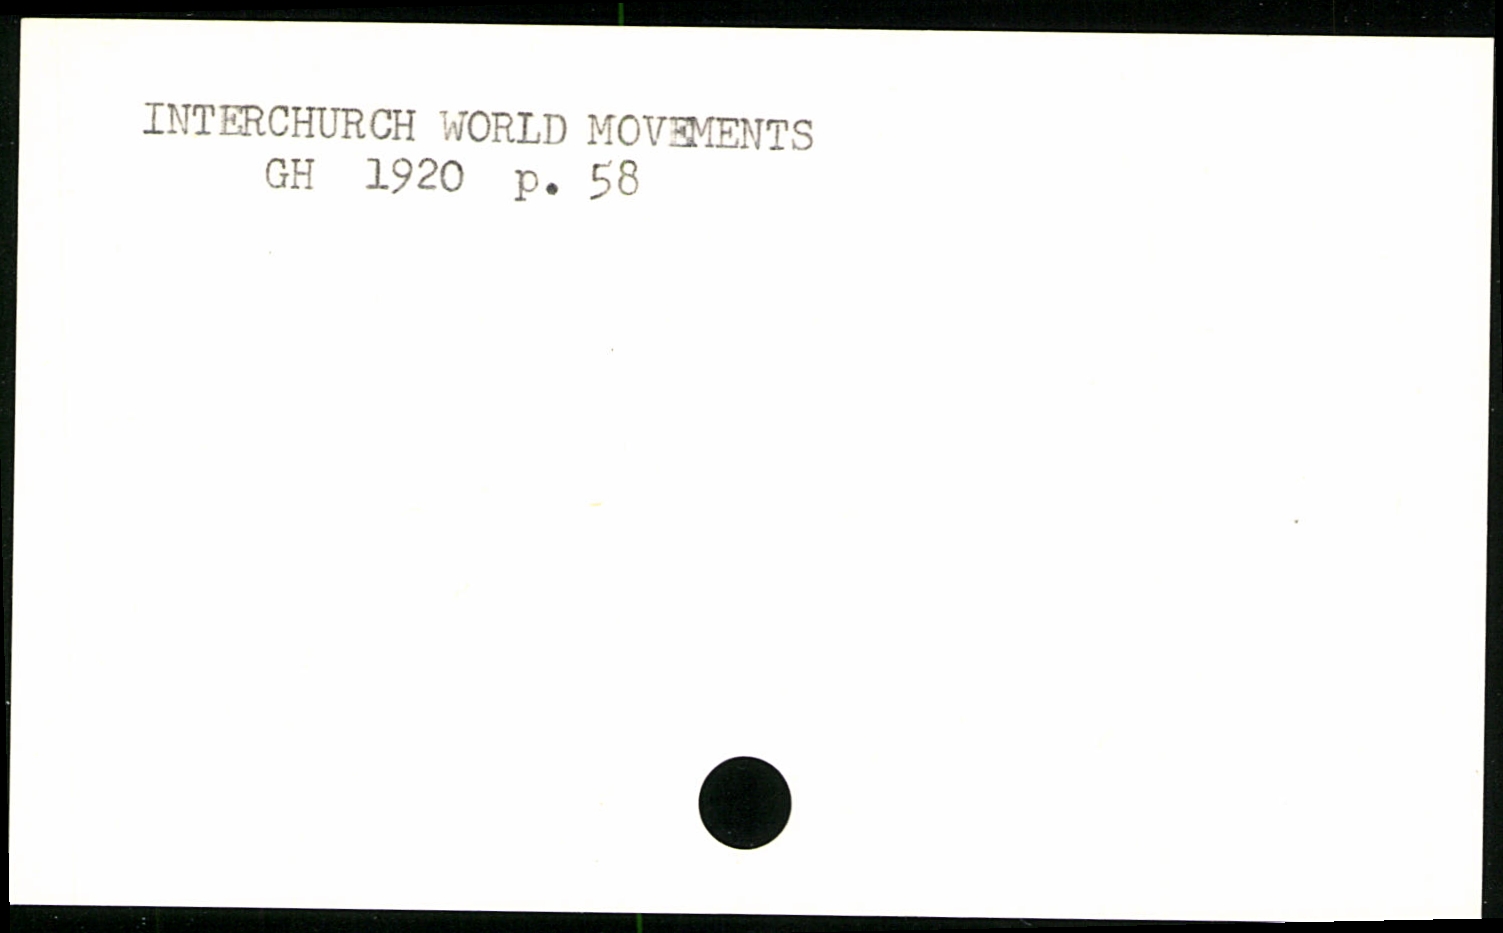 INTERCHURCH WORLD MOVEMENTS
GH 1920 p. 58